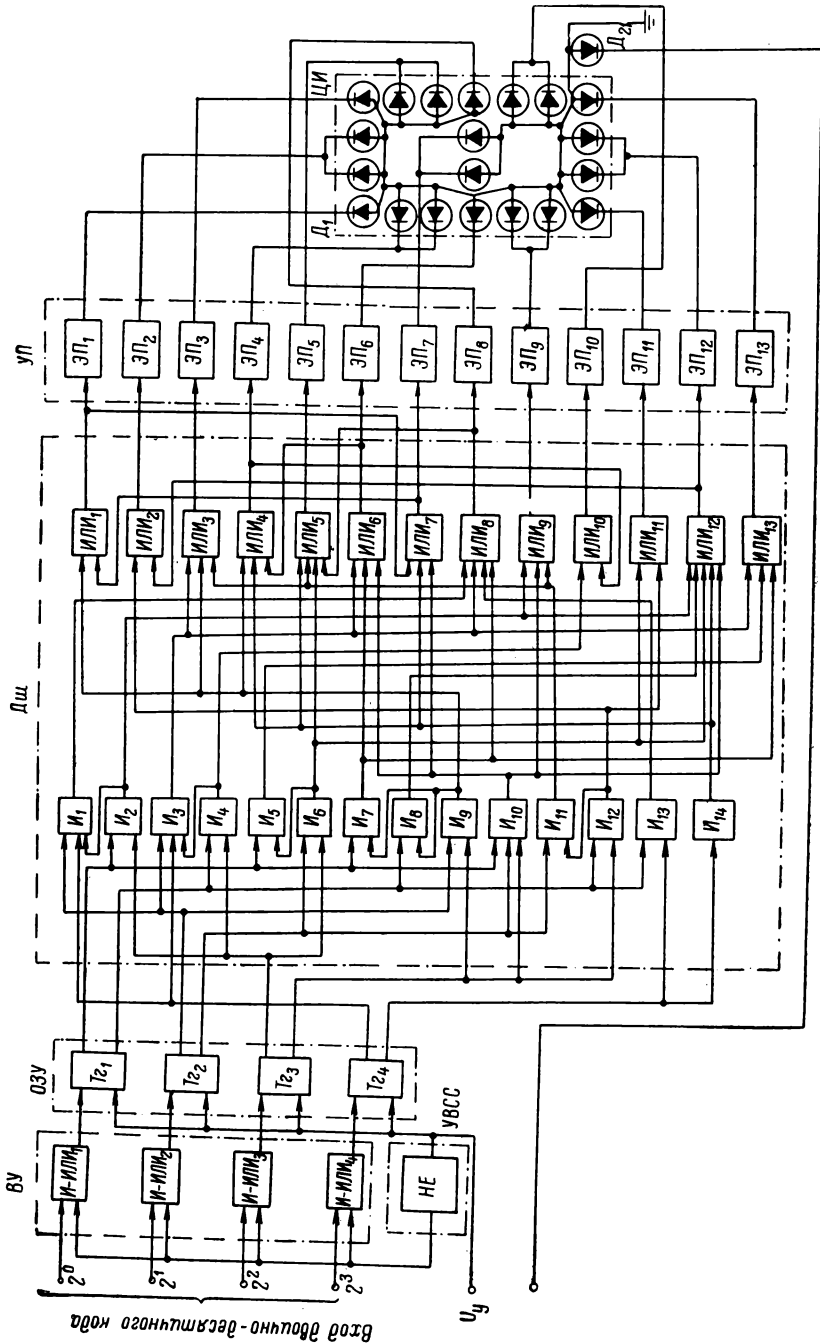 Вход двоично-десятичного кода
2⁰
2¹
2²
2³
Uу
ВУ
И-ИЛИ₁
И-ИЛИ₂
И-ИЛИ₃
И-ИЛИ₄
УВСС
НЕ
ОЗУ
Тг₁
Тг₂
Тг₃
Тг₄
Дш
И₁
И₂
И₃
И₄
И₅
И₆
И₇
И₈
И₉
И₁₀
И₁₁
И₁₂
И₁₃
И₁₄
ИЛИ₁
ИЛИ₂
ИЛИ₃
ИЛИ₄
ИЛИ₅
ИЛИ₆
ИЛИ₇
ИЛИ₈
ИЛИ₉
ИЛИ₁₀
ИЛИ₁₁
ИЛИ₁₂
ИЛИ₁₃
УП
ЭП₁
ЭП₂
ЭП₃
ЭП₄
ЭП₅
ЭП₆
ЭП₇
ЭП₈
ЭП₉
ЭП₁₀
ЭП₁₁
ЭП₁₂
ЭП₁₃
Д₁
ЦИ
Д₂